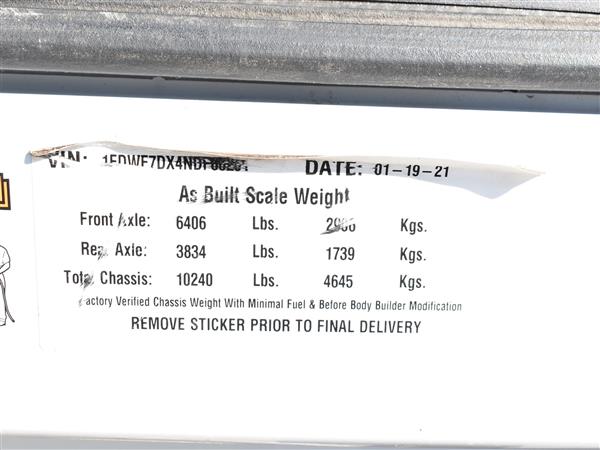 VIN: DATE: 01-19-21
As Built Scale Weight
Front Axle: 6406 Lbs. Kgs.
Rear Axle: 3834 Lbs. 1739 Kgs.
Total Chassis: 10240 Lbs. 4645 Kgs.
Factory Verified Chassis Weight With Minimal Fuel & Before Body Builder Modification
REMOVE STICKER PRIOR TO FINAL DELIVERY